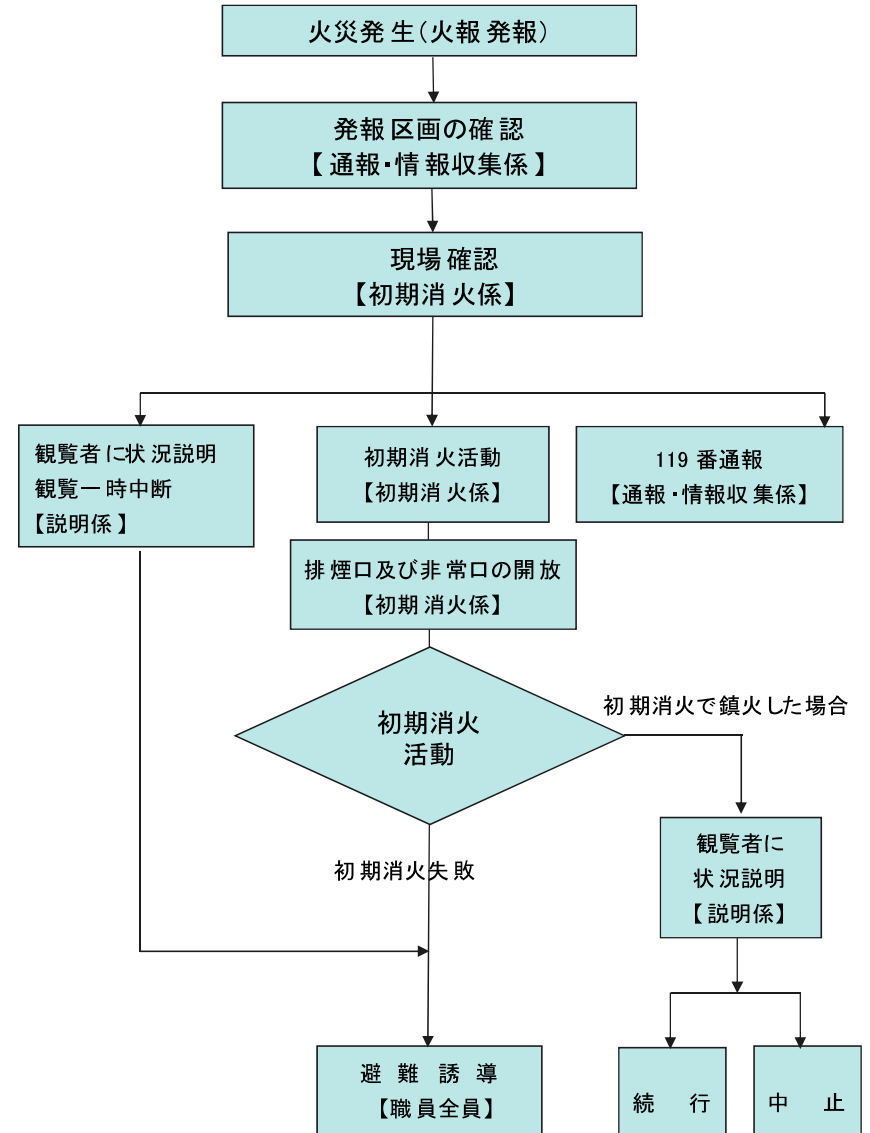 火災発生(火報発報)
発報区画の確認
【通報・情報収集係】
現場確認
【初期消火係】
観覧者に状況説明
観覧一時中断
【説明係】
初期消火活動
【初期消火係】
119番通報
【通報・情報収集係】
排煙口及び非常口の開放
【初期消火係】
初期消火
活動
初期消火で鎮火した場合
初期消火失敗
観覧者に
状況説明
【説明係】
避難誘導
【職員全員】
続行
中止